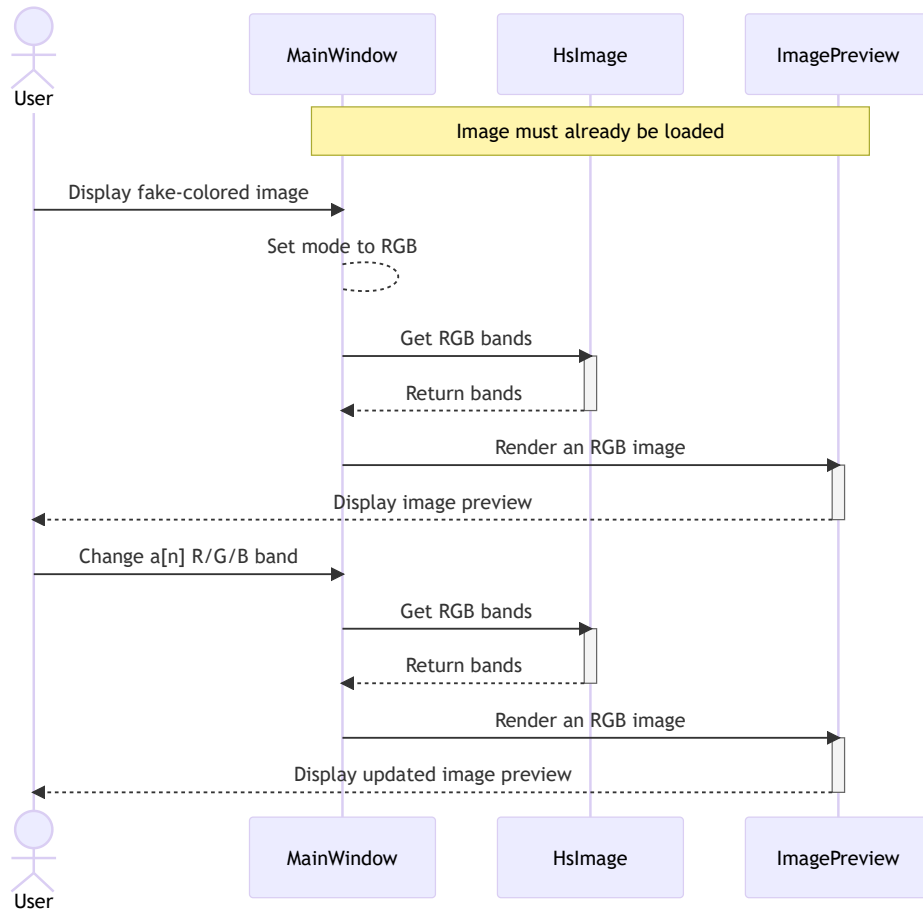 MainWindow
HsImage
ImagePreview
User
Image must already be loaded
Display fake-colored image
Set mode to RGB
Get RGB bands
Return bands
Render an RGB image
Display image preview
Change a[n] R/G/B band
Get RGB bands
Return bands
Render an RGB image
Display updated image preview
MainWindow
HsImage
ImagePreview
User